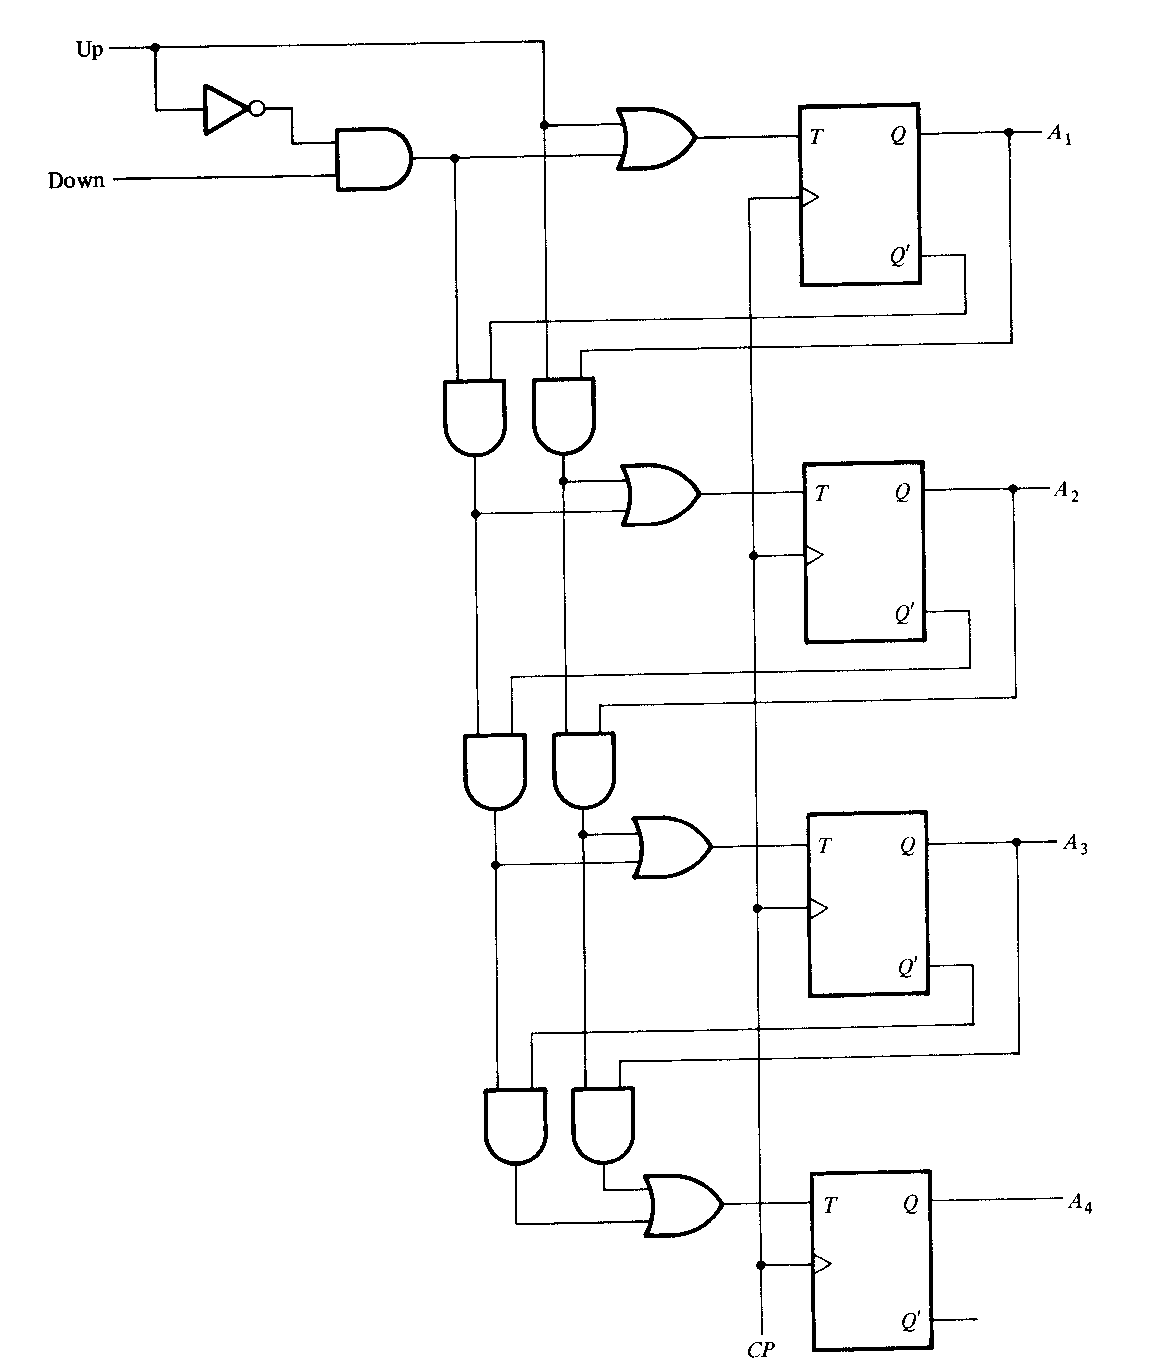 Up
T Q A1
Down
Q'
T Q A2
Q'
T Q A3
Q'
T Q A4
Q'
CP